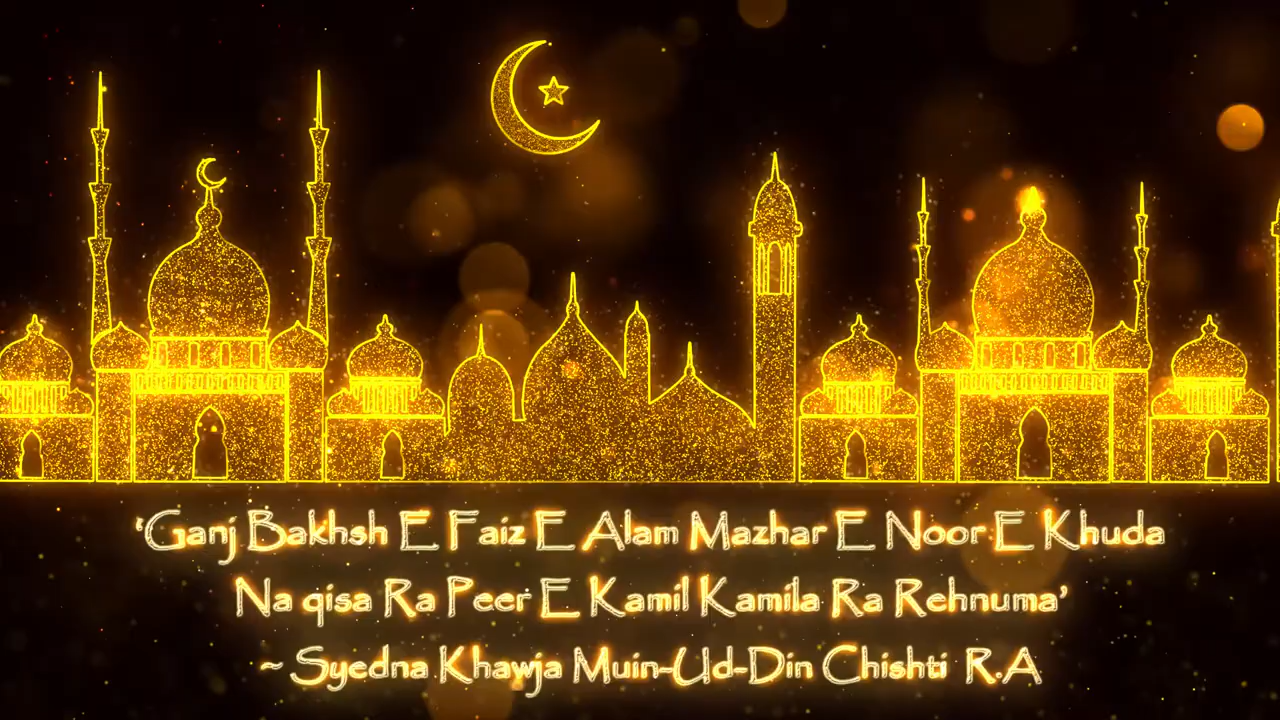 ‘Ganj Bakhsh E Faiz E Alam Mazhar E Noor E Khuda
Na qisa Ra Peer E Kamil Kamila Ra Rehnuma’
~ Syedna Khawja Muin-Ud-Din Chishti R.A